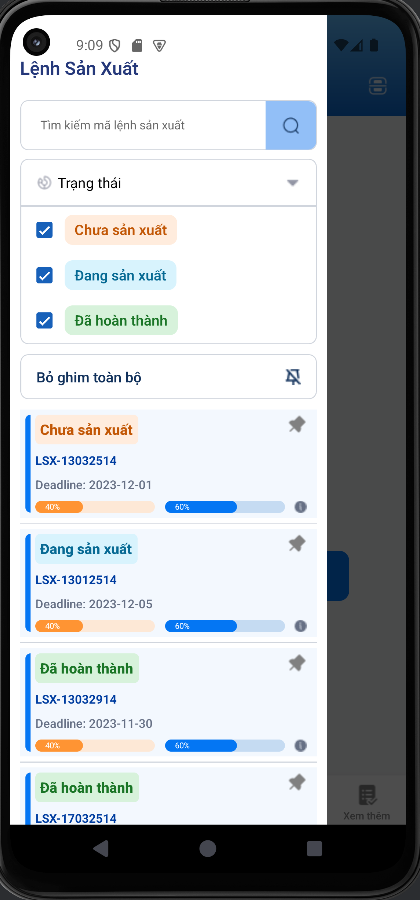 9:09
Lệnh Sản Xuất
Tìm kiếm mã lệnh sản xuất
Trạng thái
Chưa sản xuất
Đang sản xuất
Đã hoàn thành
Bỏ ghim toàn bộ
Chưa sản xuất
LSX-13032514
Deadline: 2023-12-01
40% 60%
Đang sản xuất
LSX-13012514
Deadline: 2023-12-05
40% 60%
Đã hoàn thành
LSX-13032914
Deadline: 2023-11-30
40% 60%
Đã hoàn thành
LSX-17032514
Xem thêm